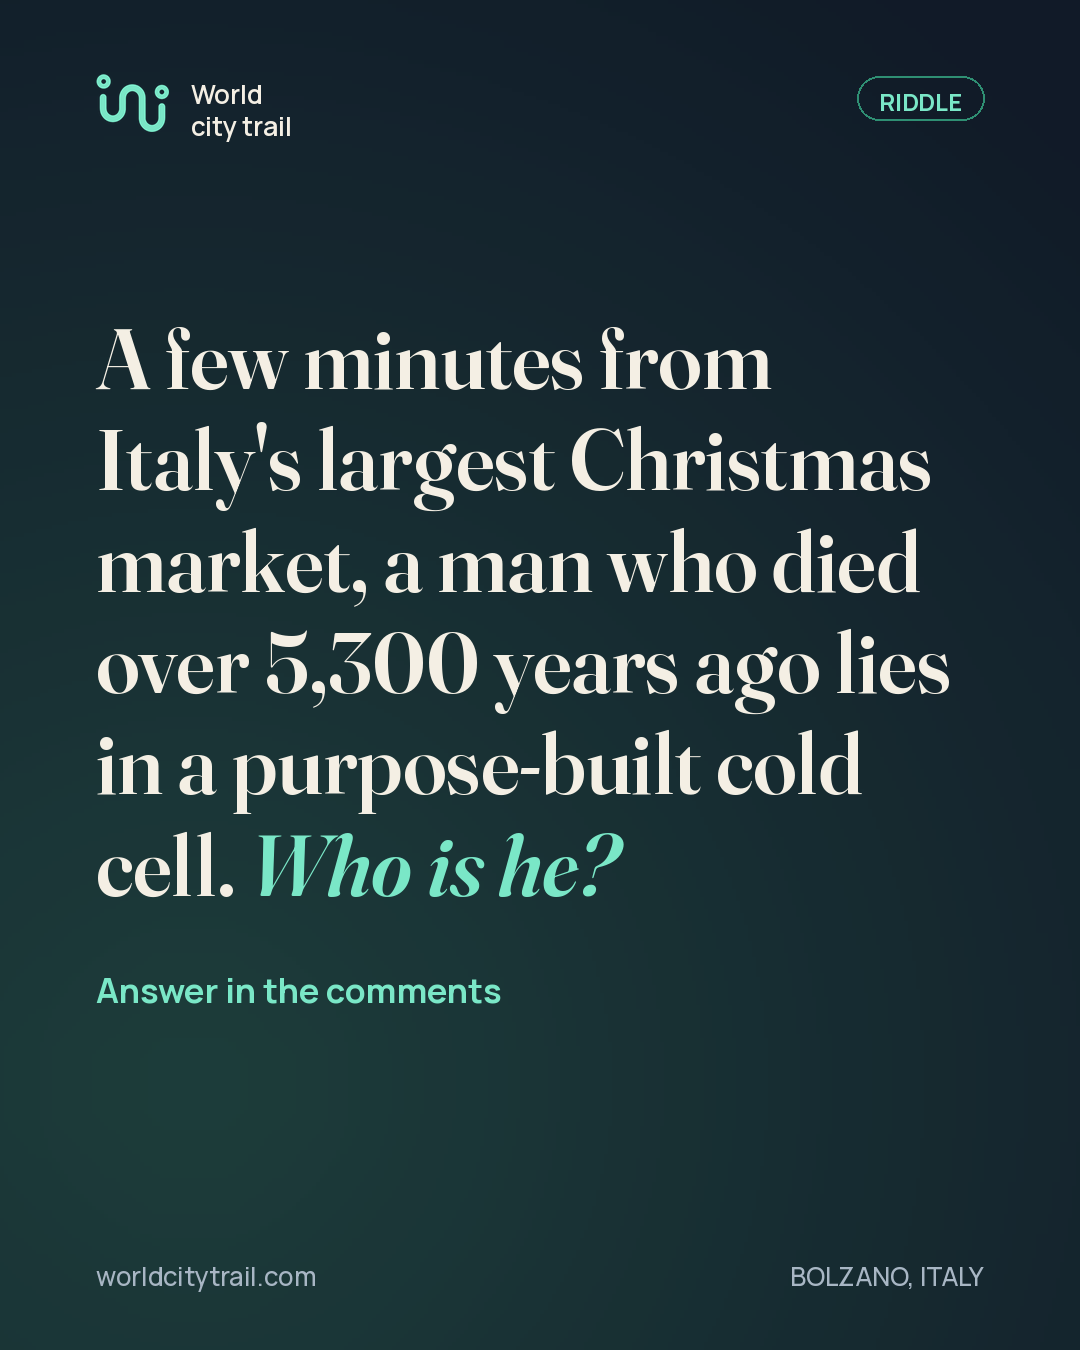 World
city trail
RIDDLE
A few minutes from
Italy's largest Christmas
market, a man who died
over 5,300 years ago lies
in a purpose-built cold
cell. Who is he?
Answer in the comments
worldcitytrail.com
BOLZANO, ITALY